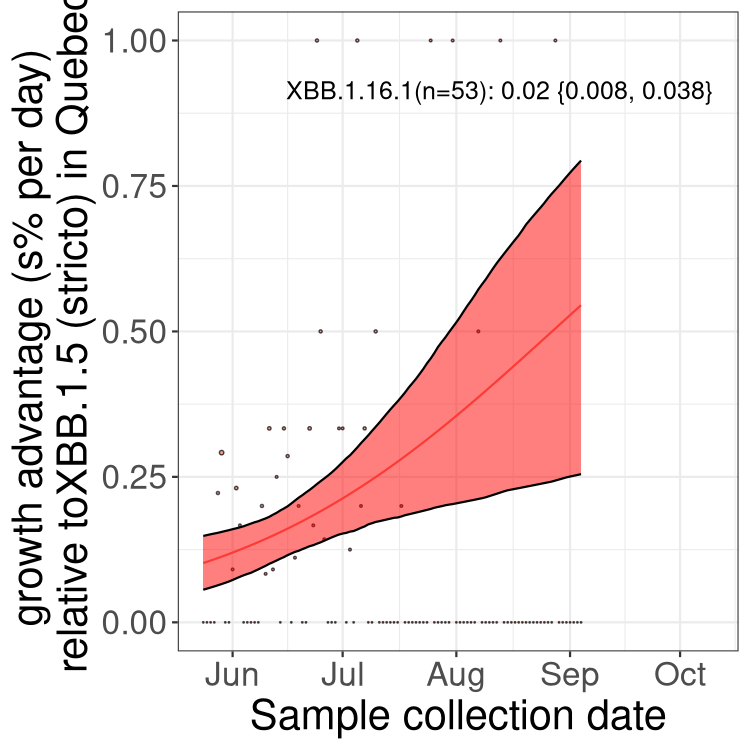 growth advantage (s% per day)
relative toXBB.1.5 (stricto) in Quebec
1.00
0.75
0.50
0.25
0.00
XBB.1.16.1(n=53): 0.02 {0.008, 0.038}
Jun Jul Aug Sep Oct
Sample collection date